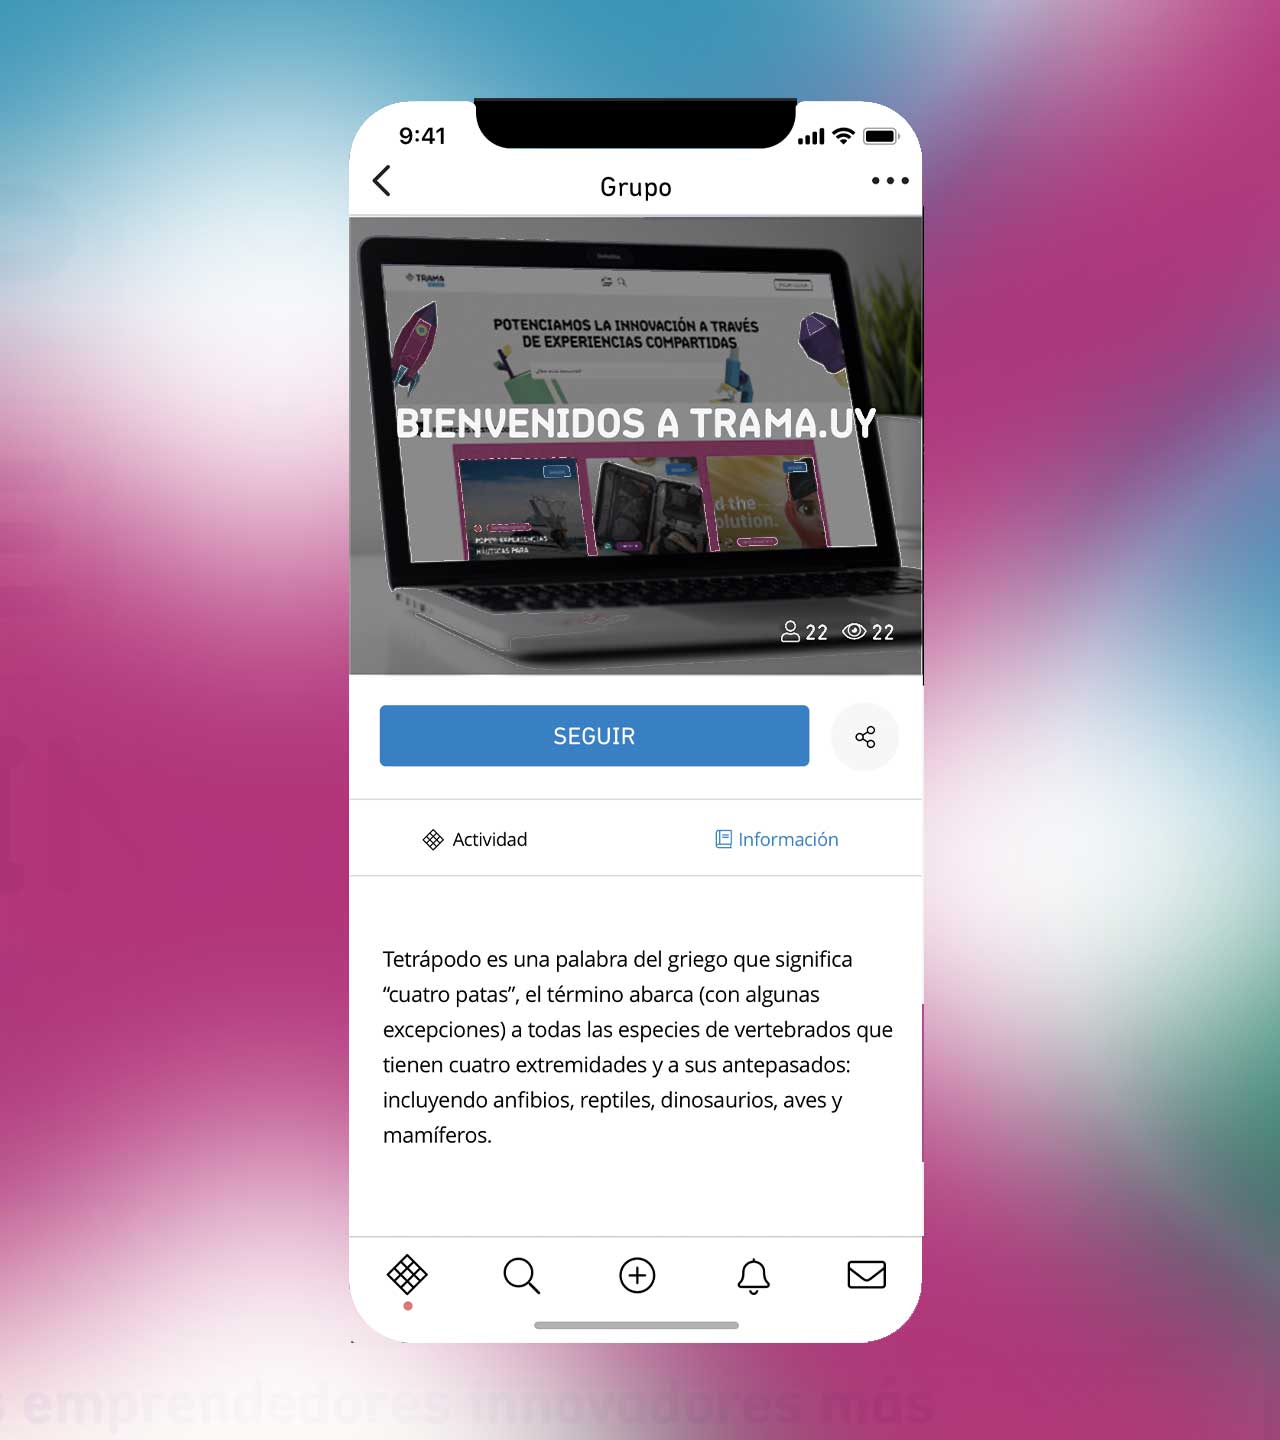 9:41
Grupo
TRAMA
POTENCIAMOS LA INNOVACIÓN A TRAVÉS
DE EXPERIENCIAS COMPARTIDAS
BIENVENIDOS A TRAMA.UY
d the
olution.
EXPERIENCIAS
NÁUTICAS PARA
22 22
SEGUIR
Actividad Información
Tetrápodo es una palabra del griego que significa
“cuatro patas”, el término abarca (con algunas
excepciones) a todas las especies de vertebrados que
tienen cuatro extremidades y a sus antepasados:
incluyendo anfibios, reptiles, dinosaurios, aves y
mamíferos.
s emprendedores innovadores más